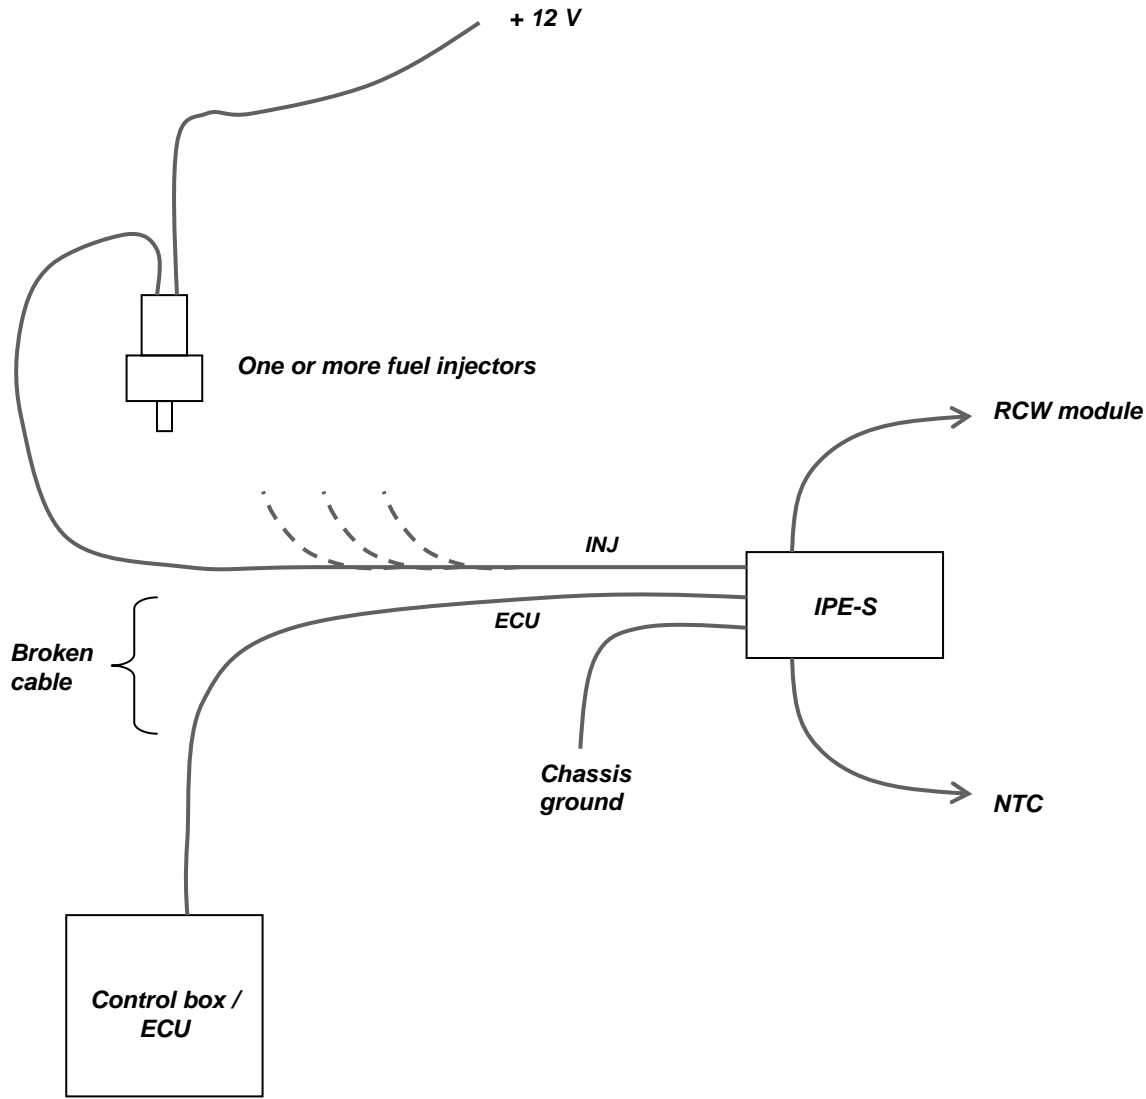 + 12 V
One or more fuel injectors
RCW module
INJ
IPE-S
ECU
Broken
cable
Chassis
ground
NTC
Control box /
ECU